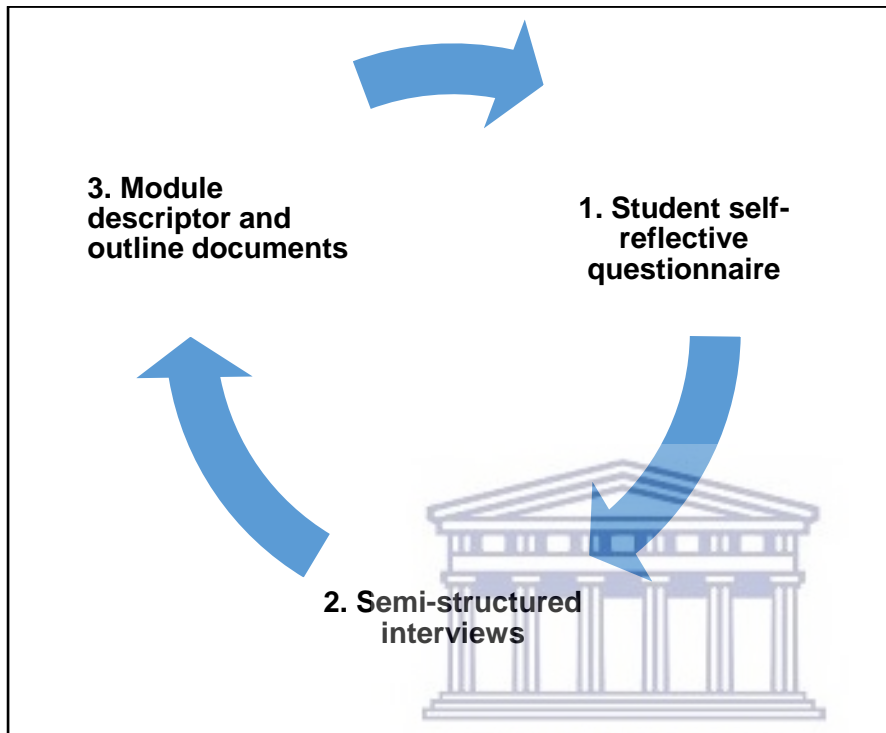 1. Student self-
reflective
questionnaire
2. Semi-structured
interviews
3. Module
descriptor and
outline documents